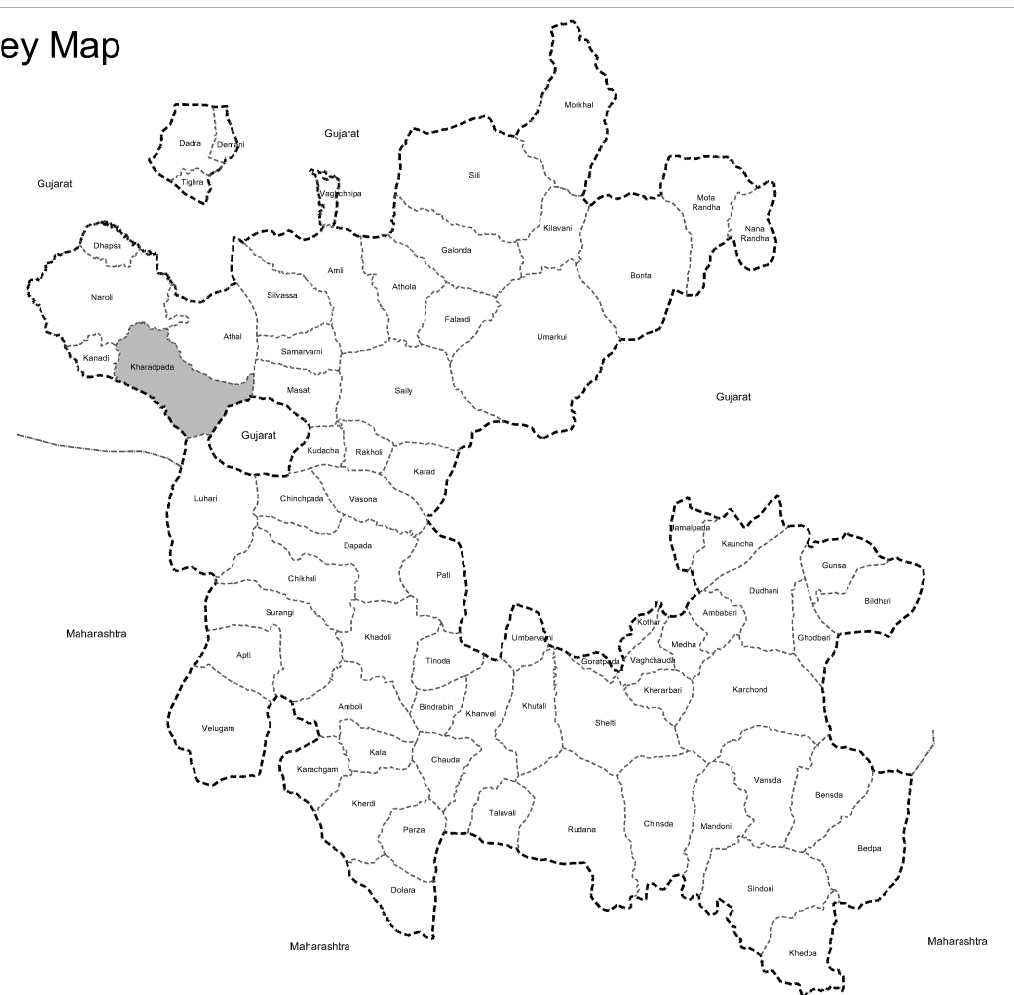 ey Map
Morkhal
Gujarat
Dadra
Demani
Tighra
Gujarat
Vaghchipa
Sili
Mota
Randha
Nana
Randha
Kilavani
Dhapsa
Galonda
Bonta
Amli
Athola
Naroli
Silvassa
Falandi
Athal
Umarkui
Samarvarni
Kanadi
Kharadpada
Masat
Saily
Gujarat
Gujarat
Kudacha
Rakholi
Karad
Luhari
Chinchpada
Vasona
Jamalpada
Kauncha
Dapada
Gunsa
Pati
Chikhali
Dudhani
Bildhari
Surangi
Ambabari
Kothar
Maharashtra
Khadoli
Umbervarni
Ghodbari
Medha
Apti
Tinoda
Goratpada
Vaghchauda
Kherarbari
Karchond
Amboli
Bindrabin
Khanvel
Khutali
Shelti
Velugam
Kala
Chauda
Karachgam
Vansda
Bensda
Kherdi
Talavali
Parza
Rudana
Chinsda
Mandoni
Bedpa
Dolara
Sindoni
Maharashtra
Maharashtra
Khedpa